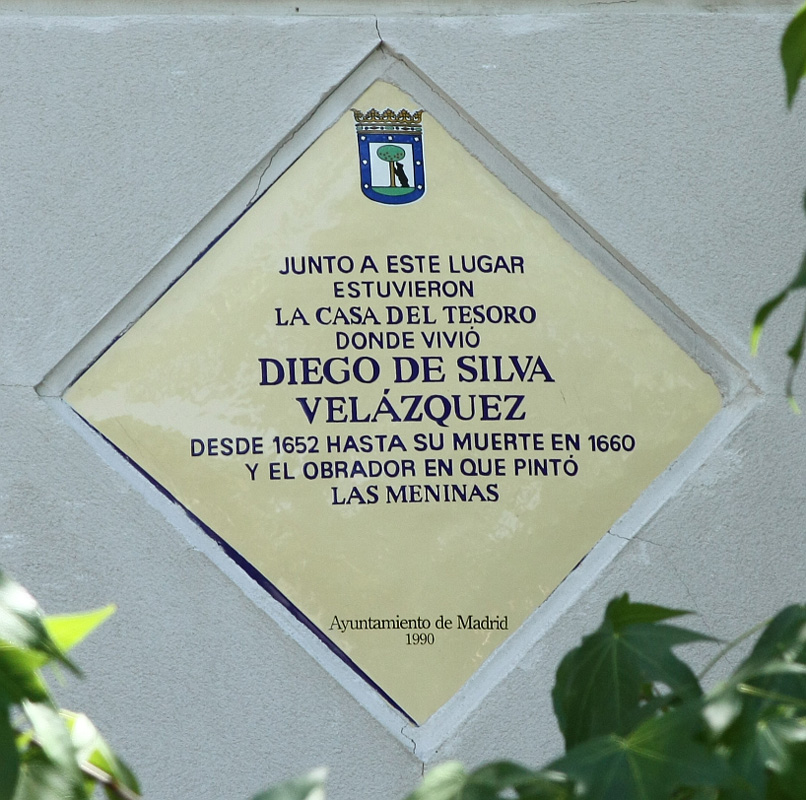 JUNTO A ESTE LUGAR
ESTUVIERON
LA CASA DEL TESORO
DONDE VIVIÓ
DIEGO DE SILVA
VELÁZQUEZ
DESDE 1652 HASTA SU MUERTE EN 1660
Y EL OBRADOR EN QUE PINTÓ
LAS MENINAS
Ayuntamiento de Madrid
1990